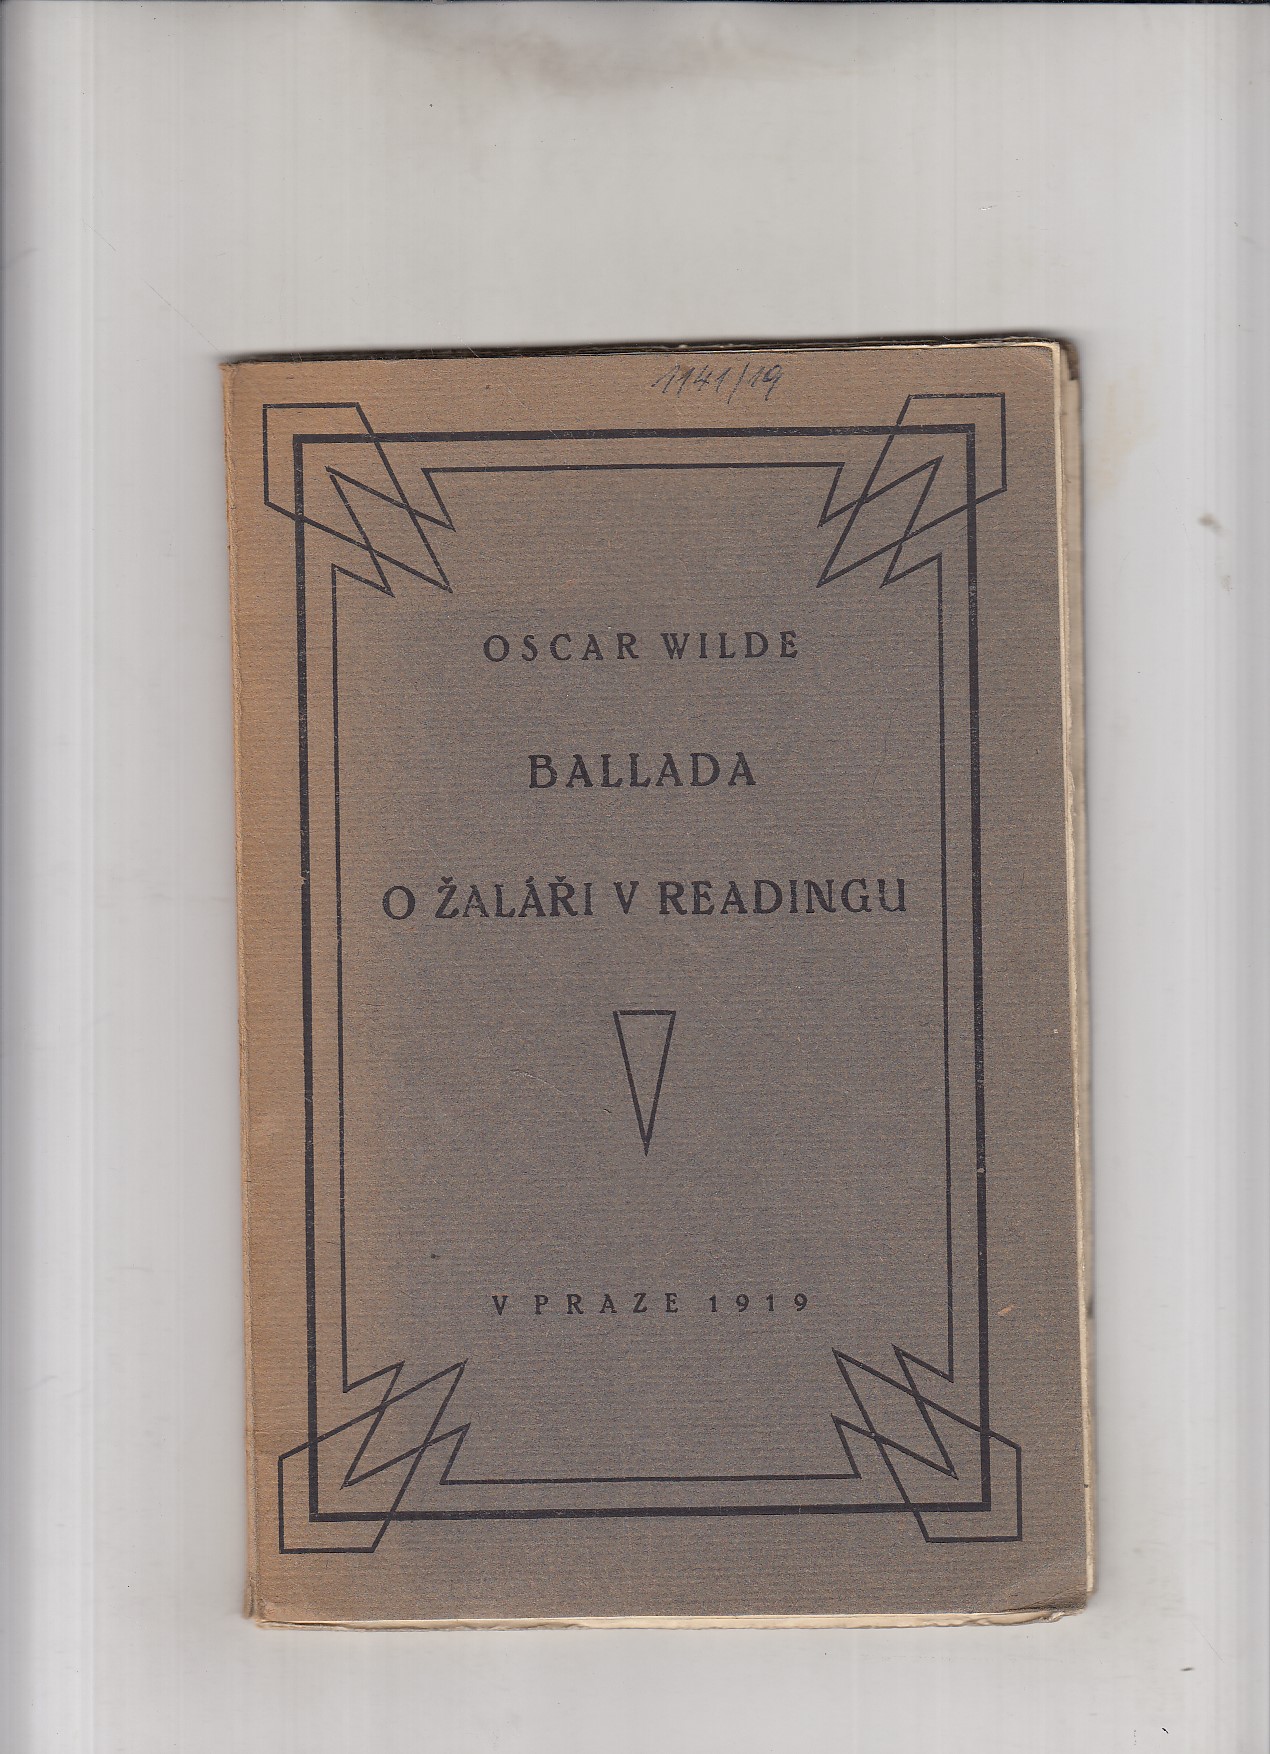 1141/19
OSCAR WILDE
BALLADA
O ŽALÁŘI V READINGU
V PRAZE 1919